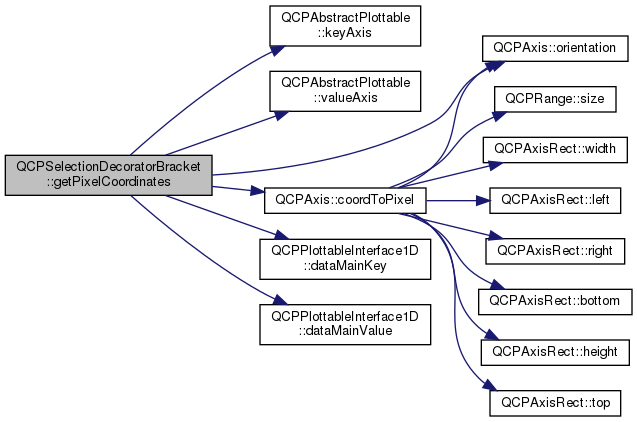 QCPSelectionDecoratorBracket
::getPixelCoordinates
QCPAbstractPlottable
::keyAxis
QCPAbstractPlottable
::valueAxis
QCPAxis::coordToPixel
QCPPlottableInterface1D
::dataMainKey
QCPPlottableInterface1D
::dataMainValue
QCPAxis::orientation
QCPRange::size
QCPAxisRect::width
QCPAxisRect::left
QCPAxisRect::right
QCPAxisRect::bottom
QCPAxisRect::height
QCPAxisRect::top